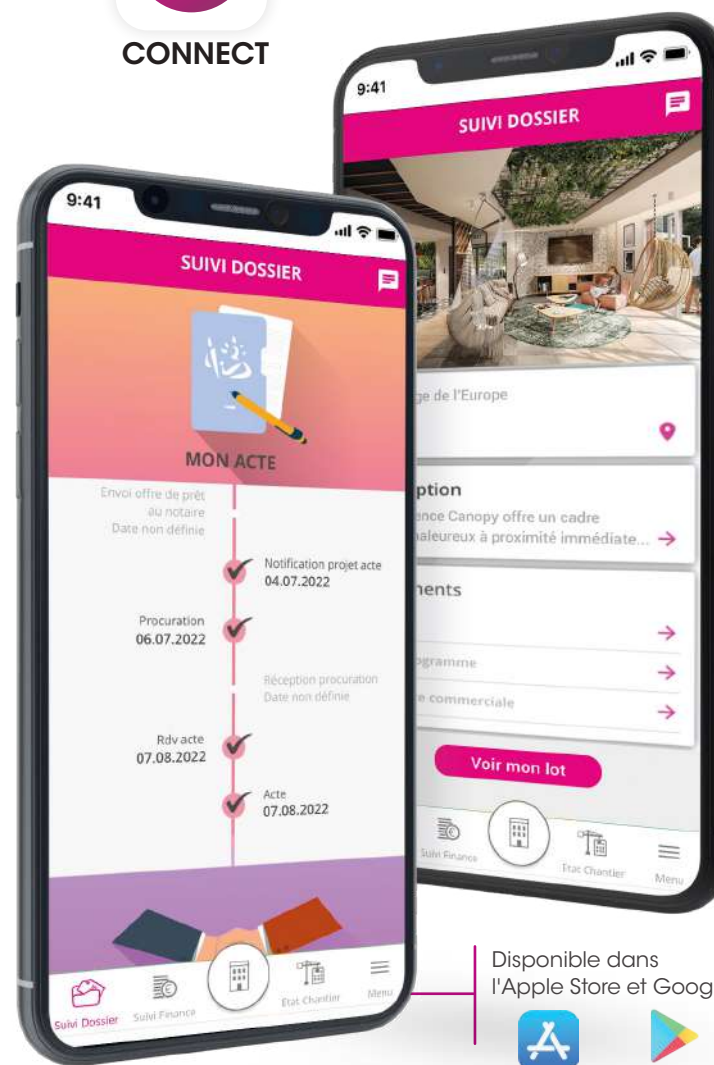 CONNECT
9:41
SUIVI DOSSIER
MON ACTE
Envoi offre de prêt
au notaire
Date non définie
Notification projet acte
04.07.2022
Procuration
06.07.2022
Réception procuration
Date non définie
Rdv acte
07.08.2022
Acte
07.08.2022
Suivi Dossier
Suivi Finance
Etat Chantier
Menu
9:41
SUIVI DOSSIER
ge de l'Europe
ption
ence Canopy offre un cadre
aleureux à proximité immédiate...
ents
ogramme
e commerciale
Voir mon lot
Suivi Finance
Etat Chantier
Menu
Disponible dans
l'Apple Store et Goog